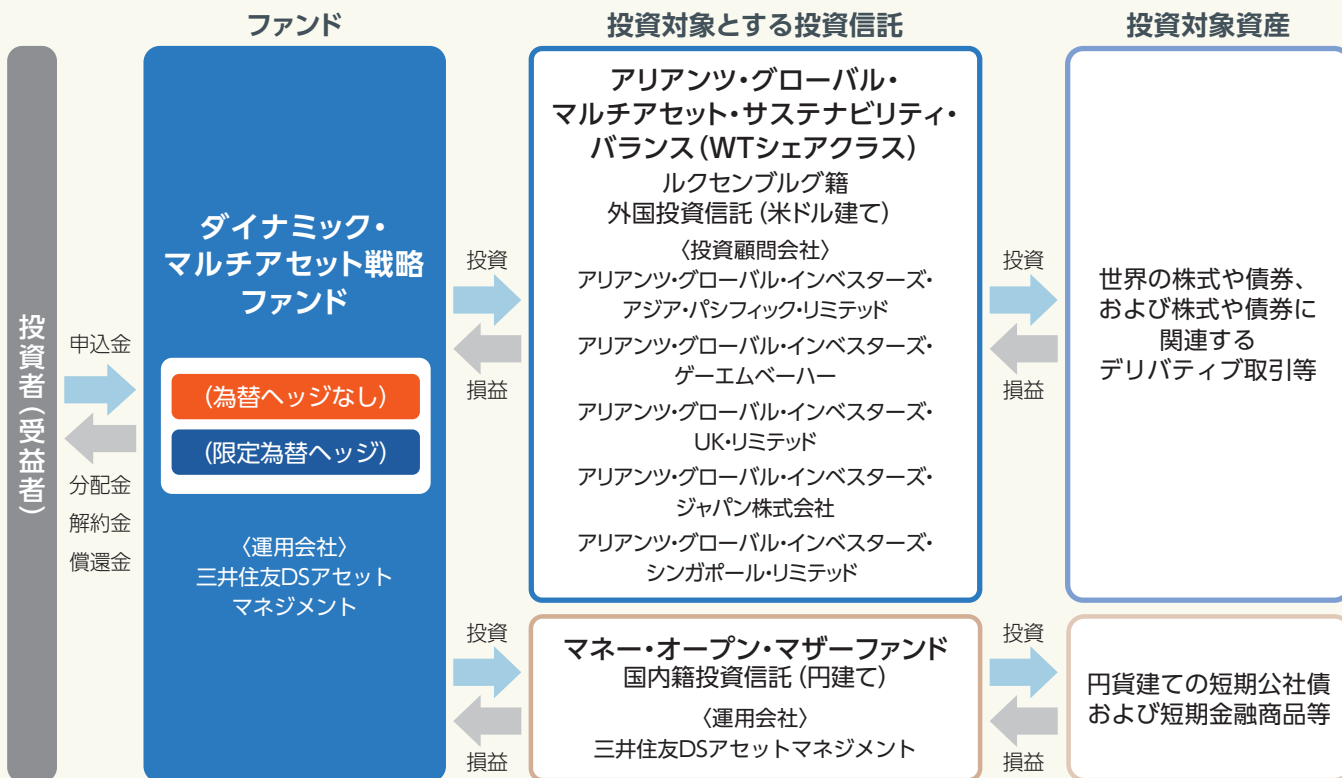 ファンド
投資対象とする投資信託
投資対象資産
投資者(受益者)
申込金
分配金
解約金
償還金
ダイナミック・
マルチアセット戦略
ファンド
(為替ヘッジなし)
(限定為替ヘッジ)
〈運用会社〉
三井住友DSアセット
マネジメント
投資
損益
アリアンツ・グローバル・
マルチアセット・サステナビリティ・
バランス(WTシェアクラス)
ルクセンブルグ籍
外国投資信託(米ドル建て)
〈投資顧問会社〉
アリアンツ・グローバル・インベスターズ・
アジア・パシフィック・リミテッド
アリアンツ・グローバル・インベスターズ・
ゲーエムベーハー
アリアンツ・グローバル・インベスターズ・
UK・リミテッド
アリアンツ・グローバル・インベスターズ・
ジャパン株式会社
アリアンツ・グローバル・インベスターズ・
シンガポール・リミテッド
投資
損益
世界の株式や債券、
および株式や債券に
関連する
デリバティブ取引等
投資
損益
マネー・オープン・マザーファンド
国内籍投資信託(円建て)
〈運用会社〉
三井住友DSアセットマネジメント
投資
損益
円貨建ての短期公社債
および短期金融商品等